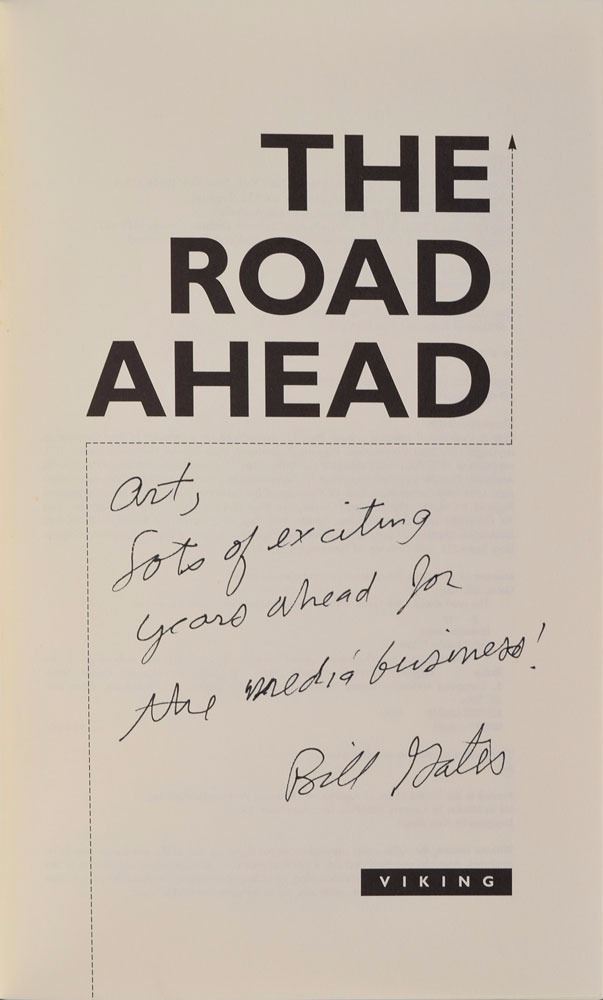 THE
ROAD
AHEAD
Art,
Lots of exciting
years ahead for
the media business!
Bill Gates
VIKING